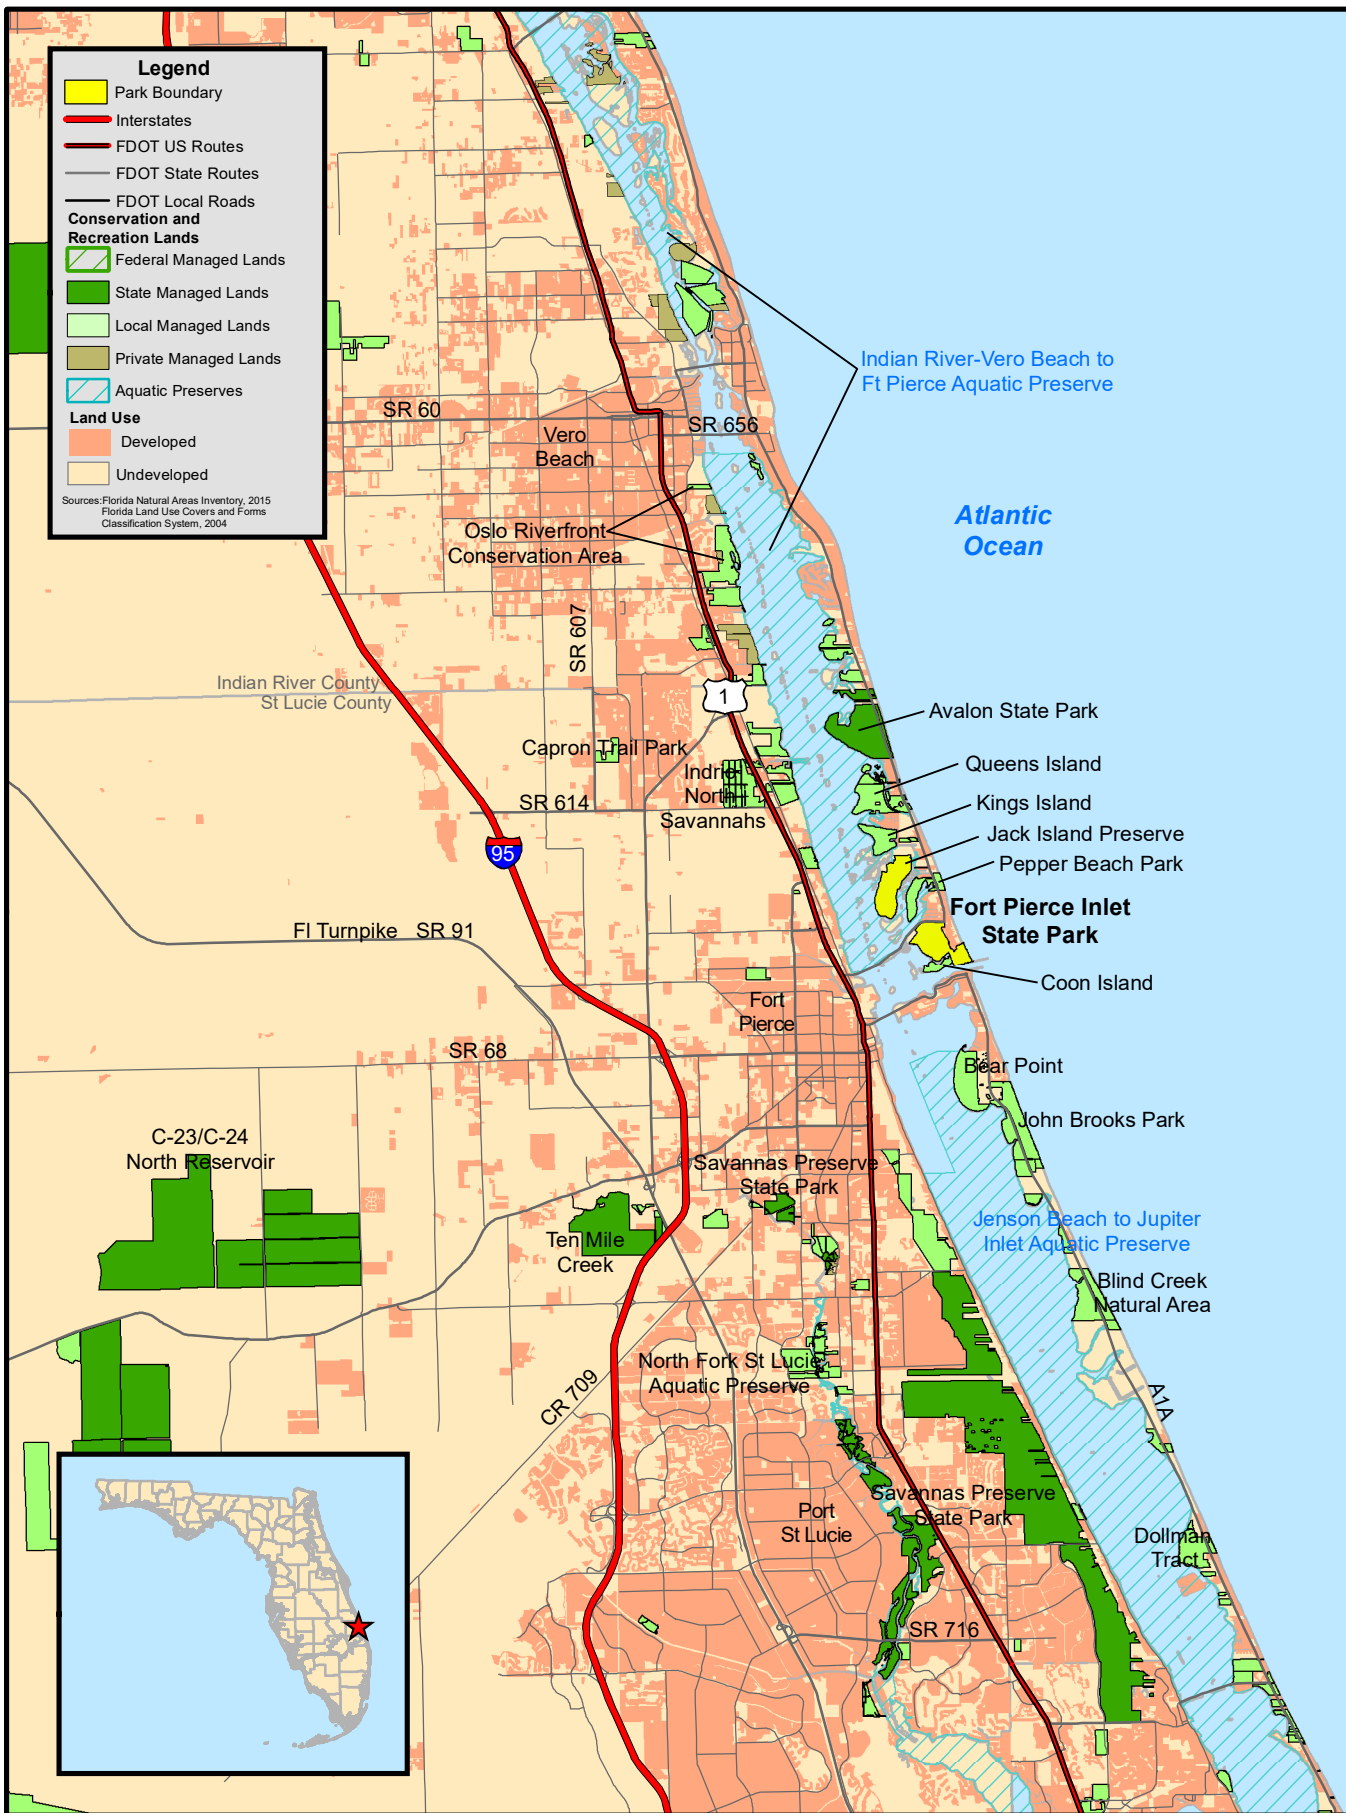 Legend
Park Boundary
Interstates
FDOT US Routes
FDOT State Routes
FDOT Local Roads
Conservation and
Recreation Lands
Federal Managed Lands
State Managed Lands
Local Managed Lands
Private Managed Lands
Aquatic Preserves
Land Use
Developed
Undeveloped
Sources:Florida Natural Areas Inventory, 2015
Florida Land Use Covers and Forms
Classification System, 2004
Indian River-Vero Beach to
Ft Pierce Aquatic Preserve
SR 60
SR 656
Vero
Beach
Atlantic
Ocean
Oslo Riverfront
Conservation Area
SR 607
Indian River County
St Lucie County
1
Avalon State Park
Capron Trail Park
Queens Island
Indrio
North
Savannahs
Kings Island
SR 614
Jack Island Preserve
95
Pepper Beach Park
Fort Pierce Inlet
State Park
Fl Turnpike SR 91
Coon Island
Fort
Pierce
SR 68
Bear Point
John Brooks Park
C-23/C-24
North Reservoir
Savannas Preserve
State Park
Jenson Beach to Jupiter
Inlet Aquatic Preserve
Ten Mile
Creek
Blind Creek
Natural Area
North Fork St Lucie
Aquatic Preserve
CR 709
A1A
Savannas Preserve
State Park
Port
St Lucie
Dollman
Tract
SR 716